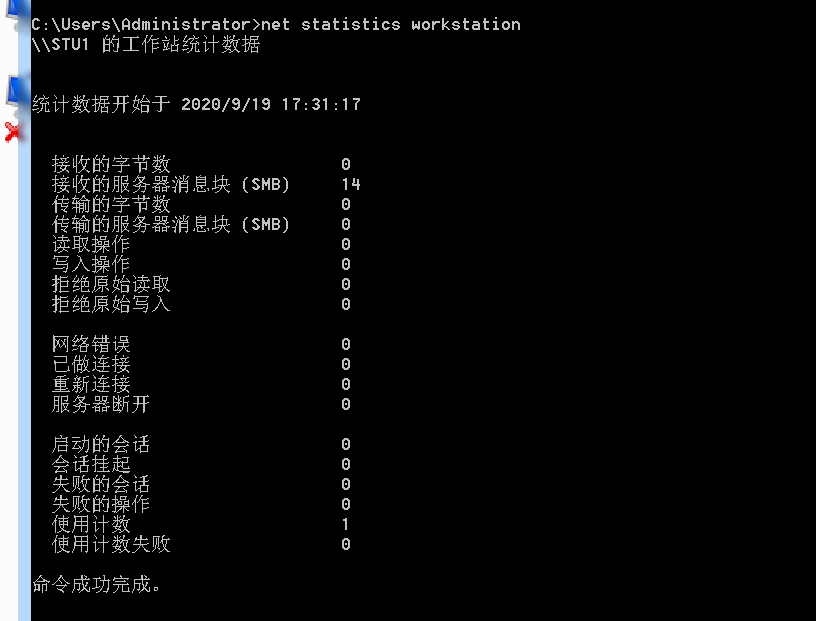 C:\Users\Administrator>net statistics workstation
\\STU1 的工作站统计数据
统计数据开始于 2020/9/19 17:31:17
接收的字节数 0
接收的服务器消息块 (SMB) 14
传输的字节数 0
传输的服务器消息块 (SMB) 0
读取操作 0
写入操作 0
拒绝原始读取 0
拒绝原始写入 0
网络错误 0
已做连接 0
重新连接 0
服务器断开 0
启动的会话 0
会话挂起 0
失败的会话 0
失败的操作 0
使用计数 1
使用计数失败 0
命令成功完成。